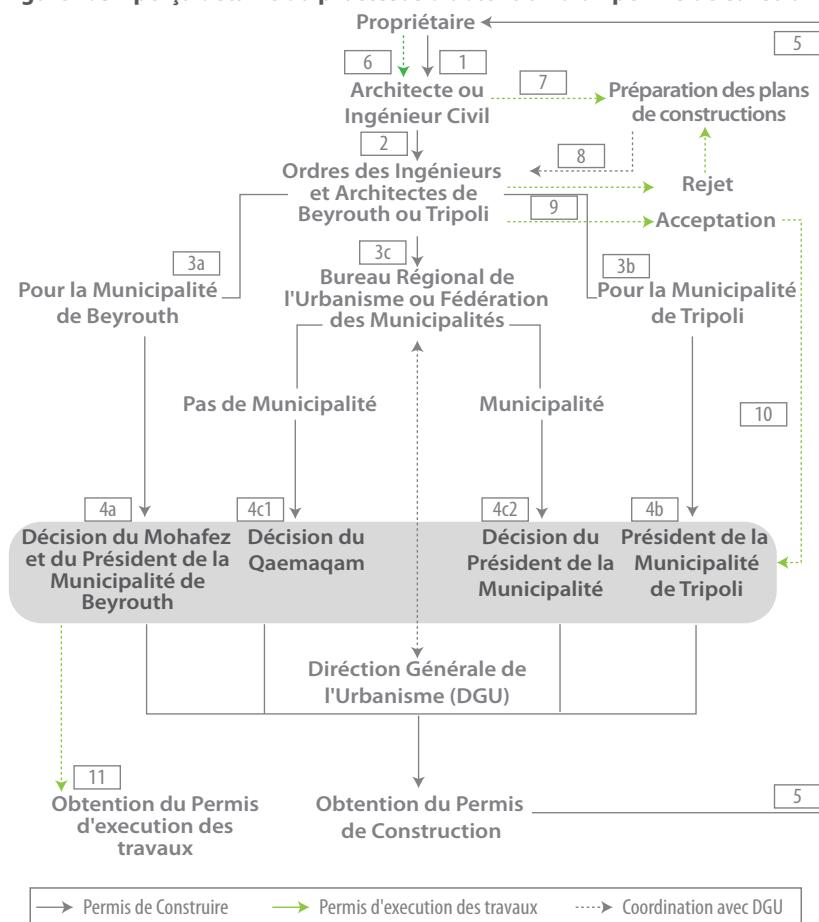 Propriétaire
5
6
1
7
Architecte ou
Ingénieur Civil
Préparation des plans
de constructions
2
8
Ordres des Ingénieurs
et Architectes de
Beyrouth ou Tripoli
Rejet
9
Acceptation
3a
3c
3b
Pour la Municipalité
de Beyrouth
Bureau Régional de
l'Urbanisme ou Fédération
des Municipalités
Pour la Municipalité
de Tripoli
Pas de Municipalité
Municipalité
10
4a
4c1
4c2
4b
Décision du Mohafez
et du Président de la
Municipalité de
Beyrouth
Décision du
Qaemaqam
Décision du
Président de la
Municipalité
Président de la
Municipalité
de Tripoli
Diréction Générale de
l'Urbanisme (DGU)
11
Obtention du Permis
d'execution des
travaux
Obtention du Permis
de Construction
5
Permis de Construire
Permis d'execution des travaux
Coordination avec DGU